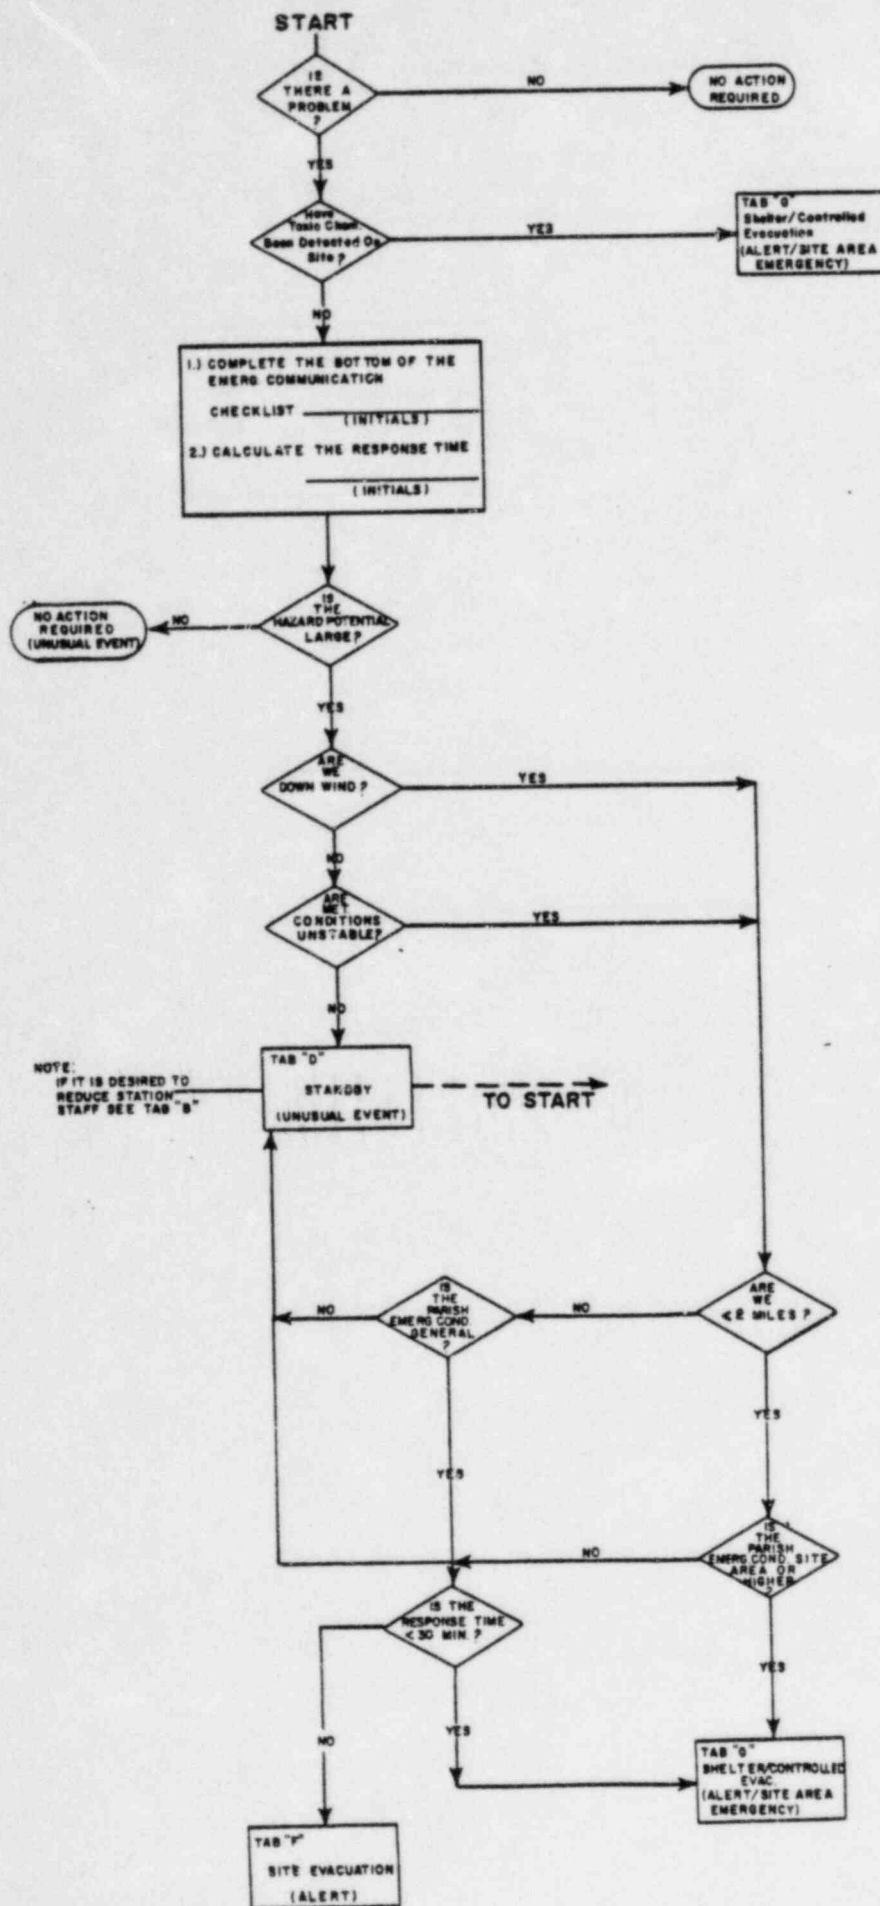 START
IS
THERE A
PROBLEM
?
NO
NO ACTION
REQUIRED
YES
Have
Toxic Chem.
Been Detected On
Site ?
YES
TAB "G"
Shelter/Controlled
Evacuation
(ALERT/SITE AREA
EMERGENCY)
NO
1.) COMPLETE THE BOTTOM OF THE
EMERG COMMUNICATION
CHECKLIST
(INITIALS)
2.) CALCULATE THE RESPONSE TIME
(INITIALS)
IS
THE
HAZARD POTENTIAL
LARGE?
NO
NO ACTION
REQUIRED
(UNUSUAL EVENT)
YES
ARE
WE
DOWN WIND ?
YES
NO
ARE
MET.
CONDITIONS
UNSTABLE?
YES
NO
NOTE:
IF IT IS DESIRED TO
REDUCE STATION
STAFF SEE TAB "B"
TAB "D"
STANDBY
(UNUSUAL EVENT)
TO START
ARE
WE
< 2 MILES ?
NO
IS
THE
PARISH
EMERG COND.
GENERAL
?
NO
YES
YES
IS
THE
PARISH
EMERG. COND. SITE
AREA OR
HIGHER
?
NO
IS THE
RESPONSE TIME
< 30 MIN. ?
YES
NO
YES
TAB "G"
SHELTER/CONTROLLED
EVAC.
(ALERT/SITE AREA
EMERGENCY)
TAB "F"
SITE EVACUATION
(ALERT)